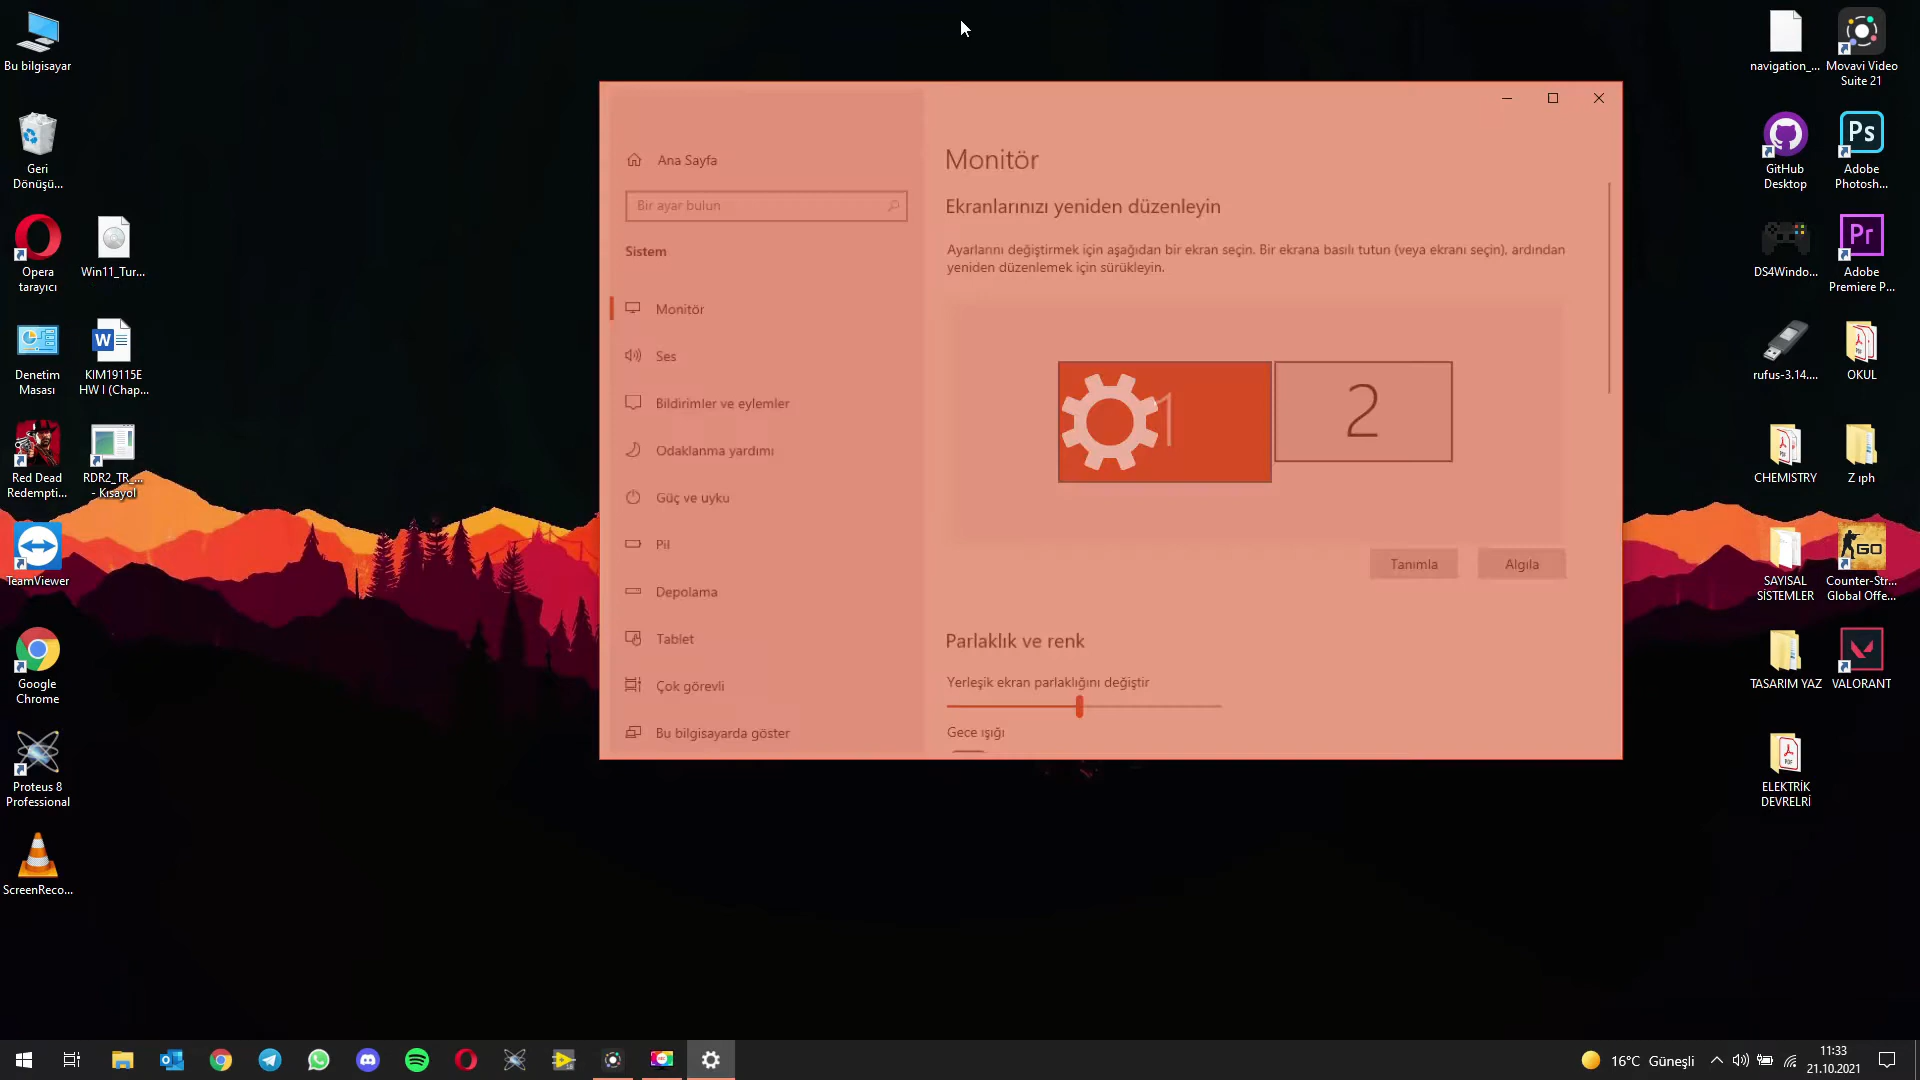 Bu bilgisayar
Geri
Dönüşü...
Opera
tarayıcı
Win11_Tur...
Denetim
Masası
KIM19115E
HW I (Chap...
Red Dead
Redempti...
RDR2_TR_...
- Kısayol
TeamViewer
Google
Chrome
Proteus 8
Professional
ScreenReco...
Ana Sayfa
Bir ayar bulun
Sistem
Monitör
Ses
Bildirimler ve eylemler
Odaklanma yardımı
Güç ve uyku
Pil
Depolama
Tablet
Çok görevli
Bu bilgisayarda göster
Monitör
Ekranlarınızı yeniden düzenleyin
Ayarlarını değiştirmek için aşağıdan bir ekran seçin. Bir ekrana basılı tutun (veya ekranı seçin), ardından
yeniden düzenlemek için sürükleyin.
1
2
Tanımla
Algıla
Parlaklık ve renk
Yerleşik ekran parlaklığını değiştir
Gece ışığı
navigation_...
Movavi Video
Suite 21
GitHub
Desktop
Ps
Adobe
Photosh...
DS4Windo...
Pr
Adobe
Premiere P...
rufus-3.14....
OKUL
CHEMISTRY
Z ıph
SAYISAL
SİSTEMLER
GO
Counter-Str...
Global Offe...
TASARIM YAZ
VALORANT
ELEKTRİK
DEVRELRİ
16°C Güneşli
11:33
21.10.2021